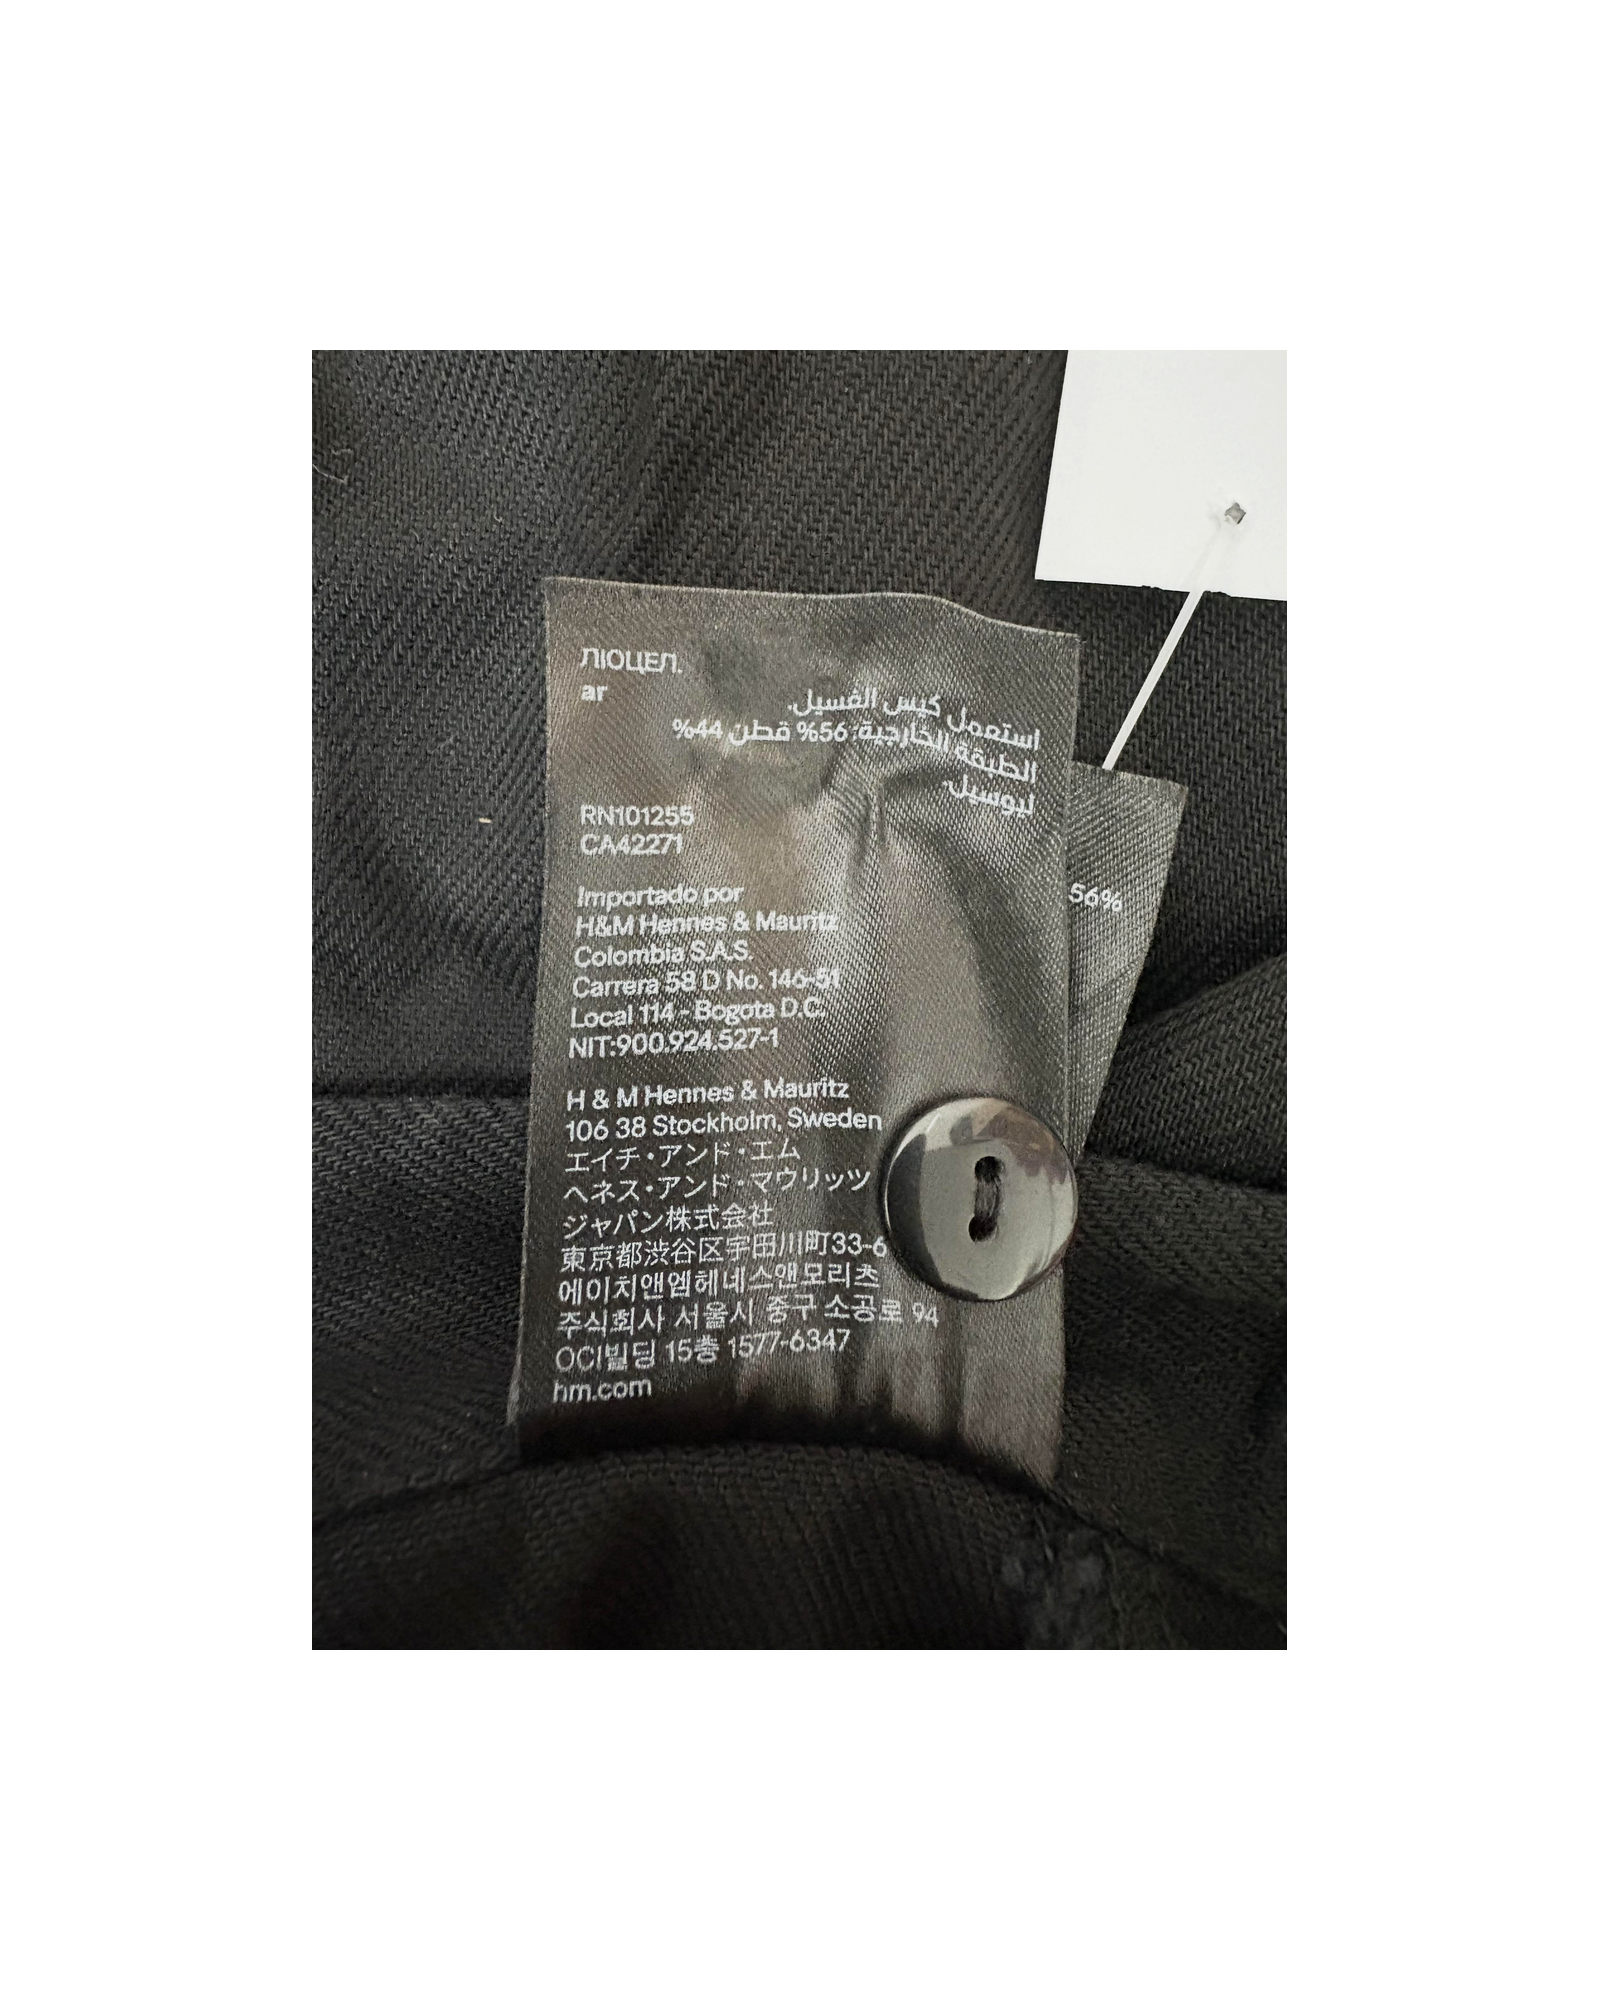 лиоцел.
ar
استعمل كيس الغسيل.
الطبقة الخارجية: 56% قطن 44%
ليوسيل.
RN101255
CA42271
Importado por
H&M Hennes & Mauritz
Colombia S.A.S.
Carrera 58 D No. 146-51
Local 114 - Bogota D.C.
NIT:900.924.527-1
H & M Hennes & Mauritz
106 38 Stockholm, Sweden
エイチ・アンド・エム
ヘネス・アンド・マウリッツ
ジャパン株式会社
東京都渋谷区宇田川町33-6
에이치앤엠헤네스앤모리츠
주식회사 서울시 중구 소공로 94
OCI빌딩 15층 1577-6347
hm.com
56%